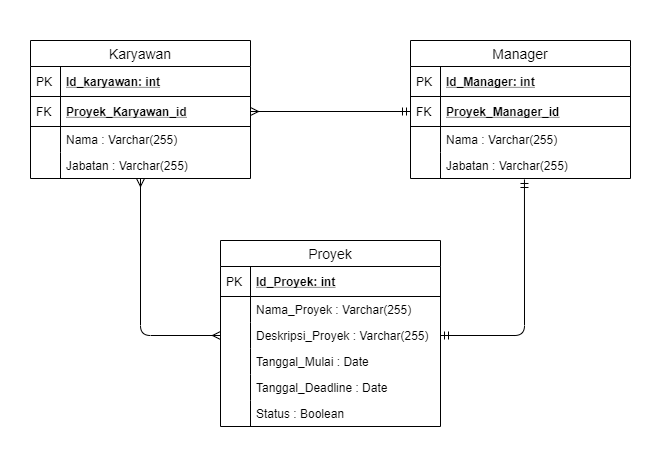 Karyawan
PK Id_karyawan: int
FK Proyek_Karyawan_id
Nama : Varchar(255)
Jabatan : Varchar(255)
Manager
PK Id_Manager: int
FK Proyek_Manager_id
Nama : Varchar(255)
Jabatan : Varchar(255)
Proyek
PK Id_Proyek: int
Nama_Proyek : Varchar(255)
Deskripsi_Proyek : Varchar(255)
Tanggal_Mulai : Date
Tanggal_Deadline : Date
Status : Boolean